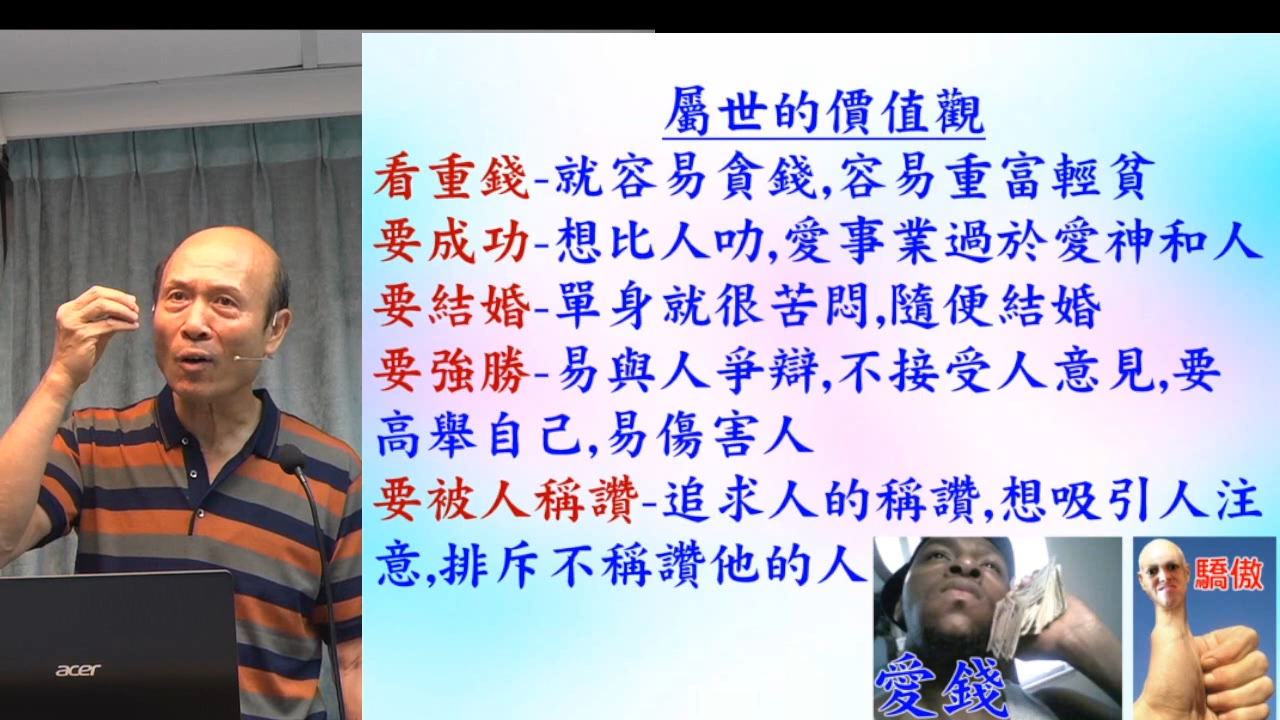 屬世的價值觀
看重錢-就容易貪錢,容易重富輕貧
要成功-想比人叻,愛事業過於愛神和人
要結婚-單身就很苦悶,隨便結婚
要強勝-易與人爭辯,不接受人意見,要
高舉自己,易傷害人
要被人稱讚-追求人的稱讚,想吸引人注
意,排斥不稱讚他的人
驕傲
愛錢
acer